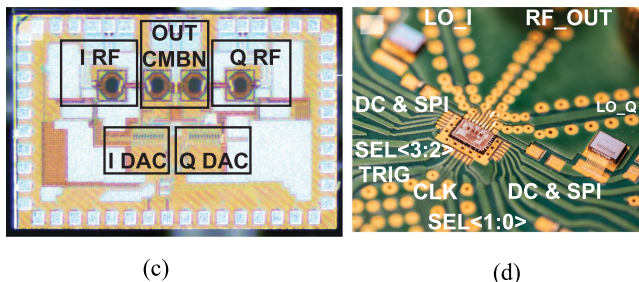 OUT
I RF
CMBN
Q RF
I DAC
Q DAC
(c)
LO_I
RF_OUT
DC & SPI
LO_Q
SEL<3:2>
TRIG
CLK
DC & SPI
SEL<1:0>
(d)